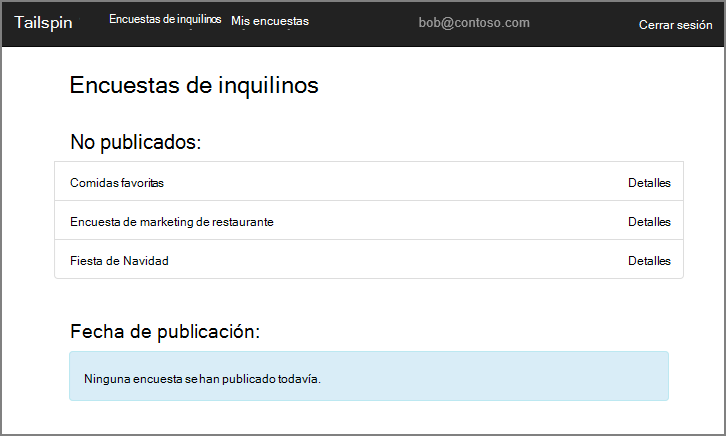 Tailspin Encuestas de inquilinos Mis encuestas bob@contoso.com Cerrar sesión
Encuestas de inquilinos
No publicados:
Comidas favoritas Detalles
Encuesta de marketing de restaurante Detalles
Fiesta de Navidad Detalles
Fecha de publicación:
Ninguna encuesta se han publicado todavía.